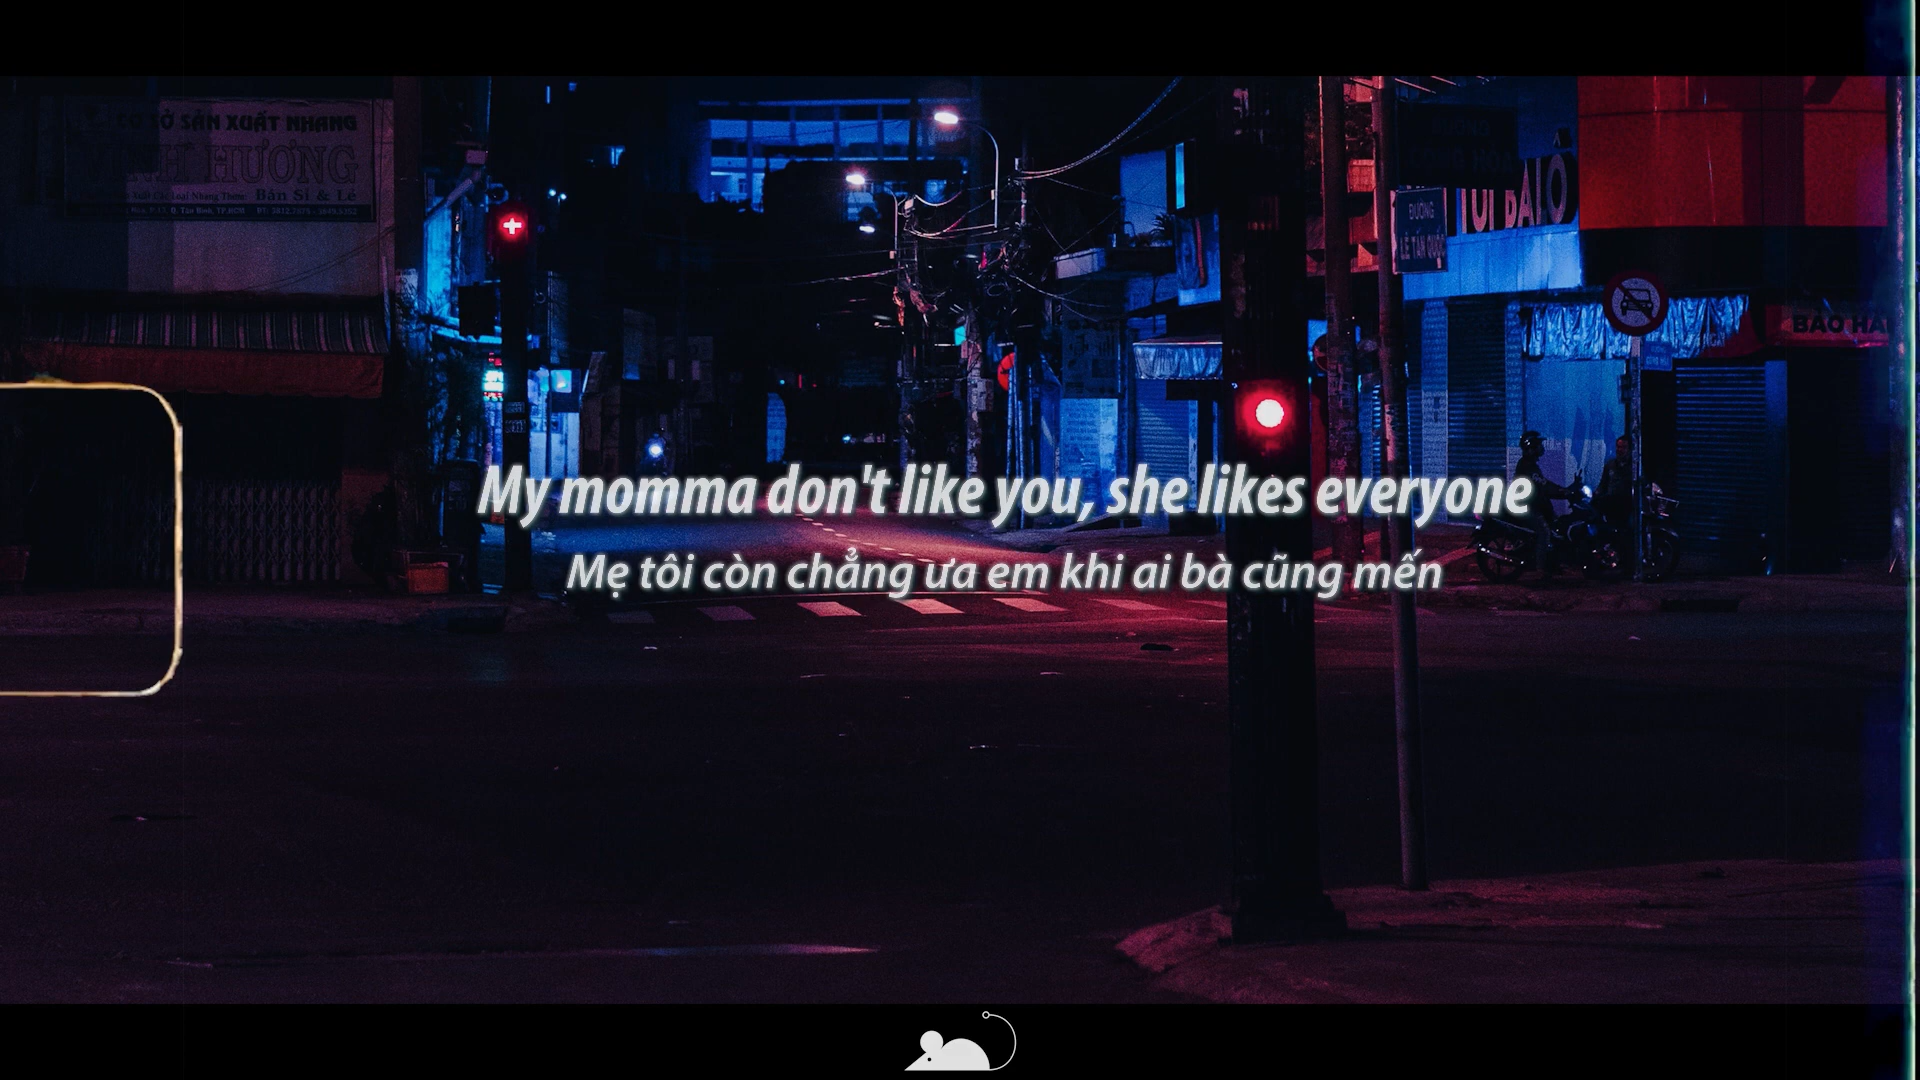 CƠ SỞ SẢN XUẤT NHANG
HƯƠNG
Bán Sỉ & Lẻ
ĐƯỜNG
LÊ TẤN QUỐC
BẢO HÀ
My momma don't like you, she likes everyone
Mẹ tôi còn chẳng ưa em khi ai bà cũng mến